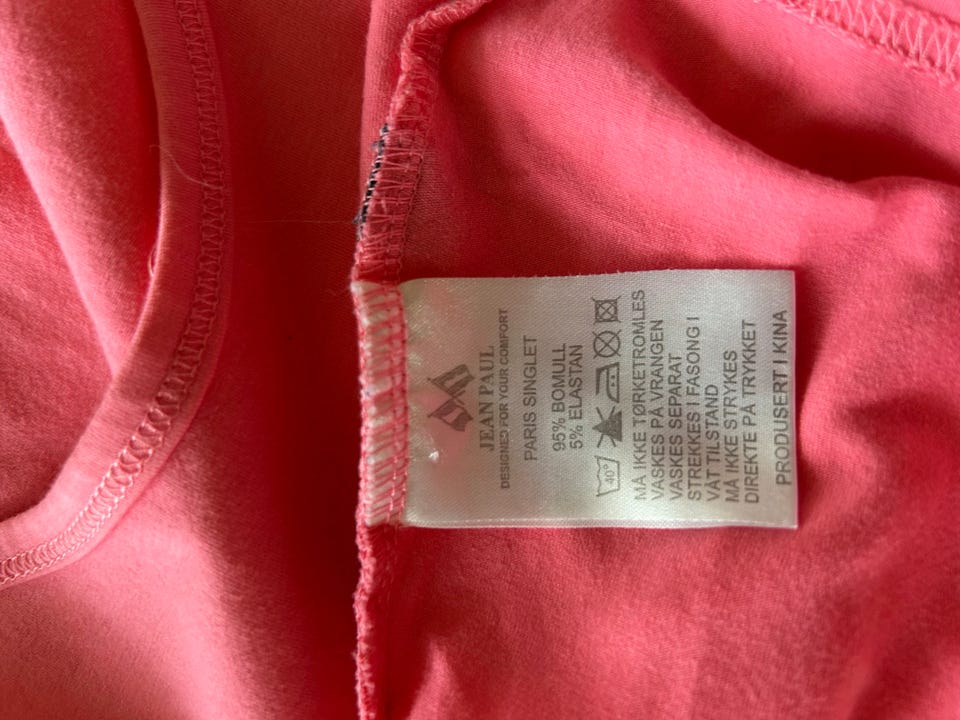 JEAN PAUL
DESIGNED FOR YOUR COMFORT
PARIS SINGLET
95% BOMULL
5% ELASTAN
40°
MÅ IKKE TØRKETROMLES
VASKES PÅ VRANGEN
VASKES SEPARAT
STREKKES I FASONG I
VÅT TILSTAND
MÅ IKKE STRYKES
DIREKTE PÅ TRYKKET
PRODUSERT I KINA